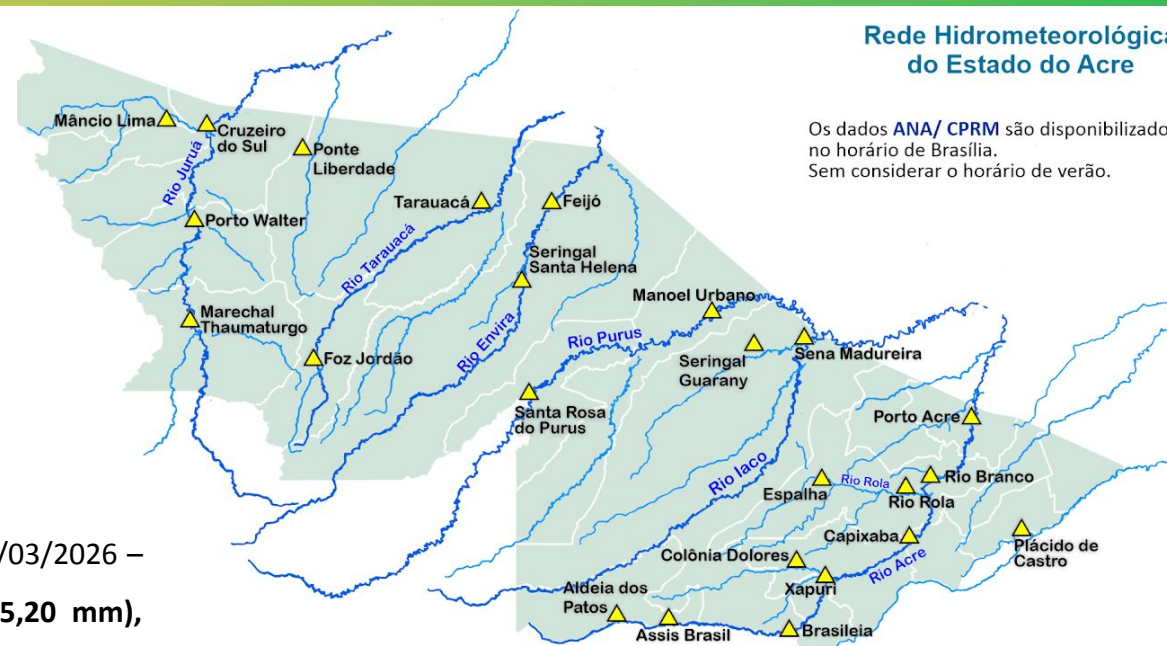 Rede Hidrometeorológica
do Estado do Acre
Os dados ANA/ CPRM são disponibilizado
no horário de Brasília.
Sem considerar o horário de verão.
Mâncio Lima
Cruzeiro
do Sul
Ponte
Liberdade
Rio Juruá
Porto Walter
Tarauacá
Feijó
Rio Tarauacá
Seringal
Santa Helena
Marechal
Thaumaturgo
Foz Jordão
Rio Envira
Manoel Urbano
Rio Purus
Seringal
Guarany
Sena Madureira
Santa Rosa
do Purus
Porto Acre
Rio Iaco
Espalha
Rio Rola
Rio Branco
Rio Rola
Capixaba
Plácido de
Castro
Colônia Dolores
Rio Acre
Xapuri
Aldeia dos
Patos
Assis Brasil
Brasileia
/03/2026 –
5,20 mm),